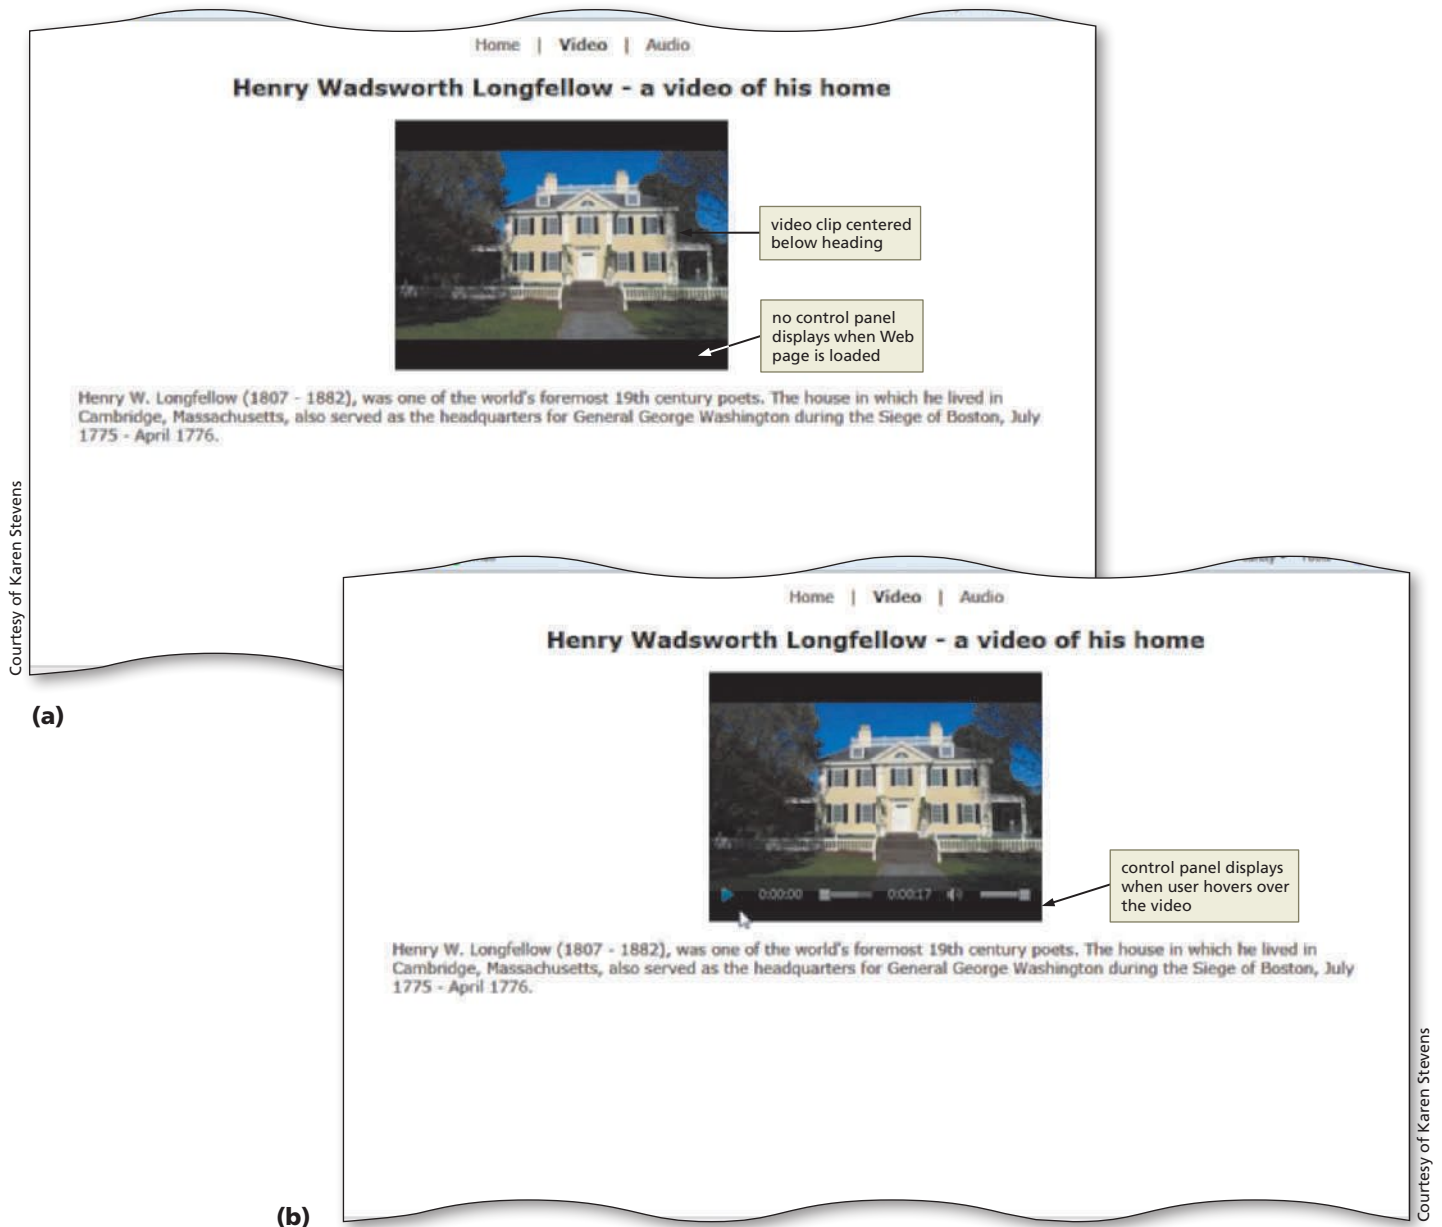 Home | Video | Audio
Henry Wadsworth Longfellow - a video of his home
video clip centered
below heading
no control panel
displays when Web
page is loaded
Henry W. Longfellow (1807 - 1882), was one of the world's foremost 19th century poets. The house in which he lived in
Cambridge, Massachusetts, also served as the headquarters for General George Washington during the Siege of Boston, July
1775 - April 1776.
Courtesy of Karen Stevens
(a)
Home | Video | Audio
Henry Wadsworth Longfellow - a video of his home
0:00:00 0:00:17
control panel displays
when user hovers over
the video
Henry W. Longfellow (1807 - 1882), was one of the world's foremost 19th century poets. The house in which he lived in
Cambridge, Massachusetts, also served as the headquarters for General George Washington during the Siege of Boston, July
1775 - April 1776.
Courtesy of Karen Stevens
(b)